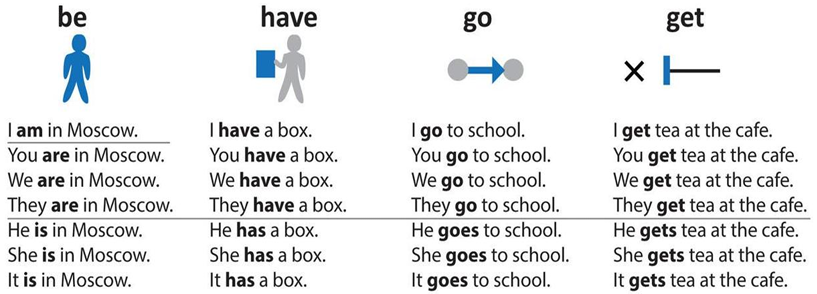 be have go get
I am in Moscow. I have a box. I go to school. I get tea at the cafe.
You are in Moscow. You have a box. You go to school. You get tea at the cafe.
We are in Moscow. We have a box. We go to school. We get tea at the cafe.
They are in Moscow. They have a box. They go to school. They get tea at the cafe.
He is in Moscow. He has a box. He goes to school. He gets tea at the cafe.
She is in Moscow. She has a box. She goes to school. She gets tea at the cafe.
It is in Moscow. It has a box. It goes to school. It gets tea at the cafe.